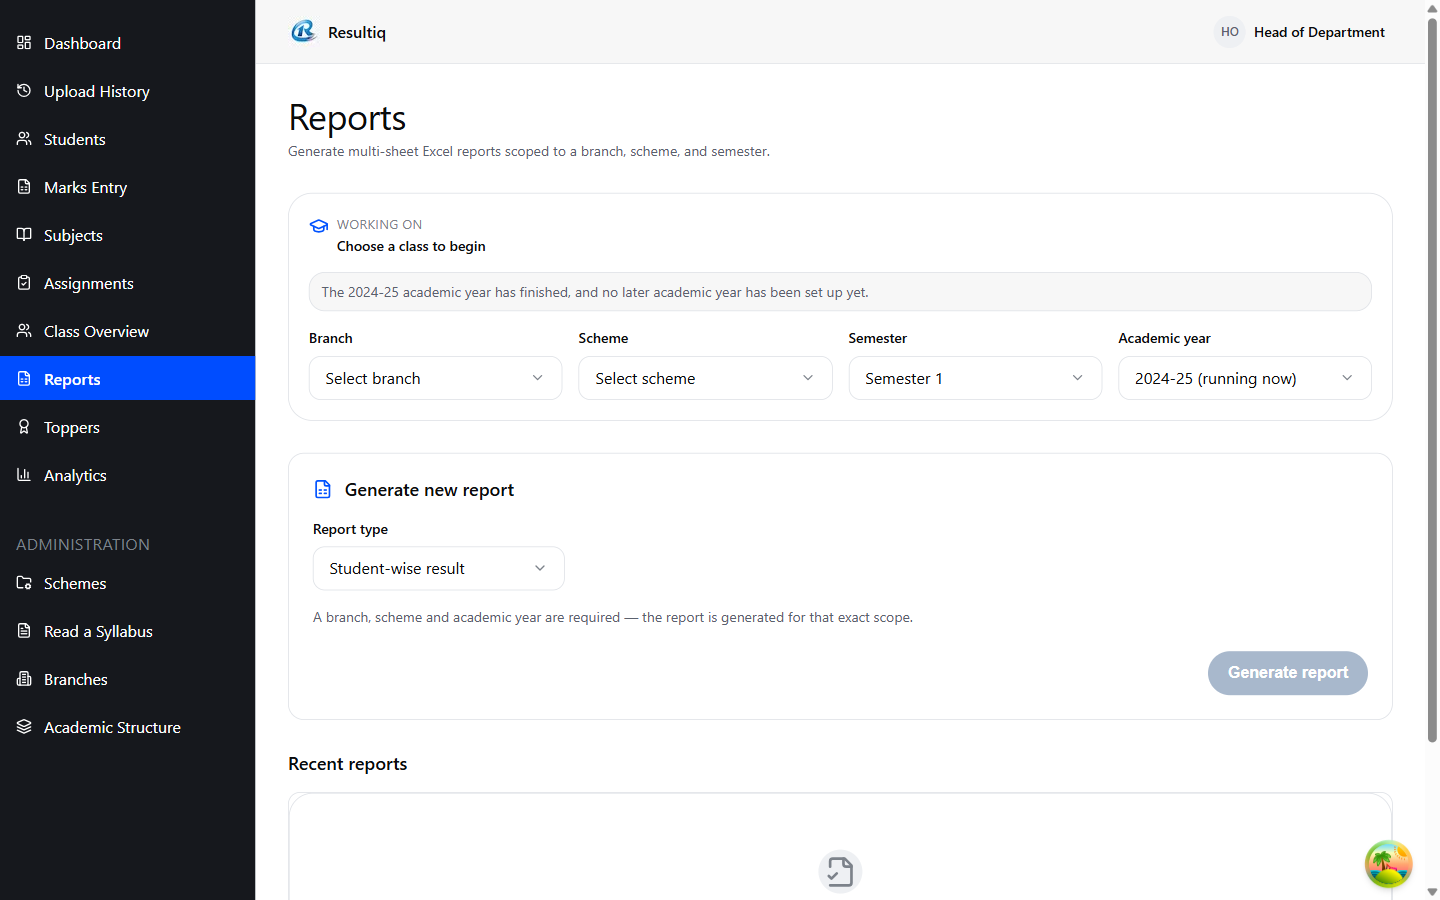 Dashboard
Upload History
Students
Marks Entry
Subjects
Assignments
Class Overview
Reports
Toppers
Analytics
ADMINISTRATION
Schemes
Read a Syllabus
Branches
Academic Structure
Resultiq
HO Head of Department
Reports
Generate multi-sheet Excel reports scoped to a branch, scheme, and semester.
WORKING ON
Choose a class to begin
The 2024-25 academic year has finished, and no later academic year has been set up yet.
Branch Scheme Semester Academic year
Select branch Select scheme Semester 1 2024-25 (running now)
Generate new report
Report type
Student-wise result
A branch, scheme and academic year are required — the report is generated for that exact scope.
Generate report
Recent reports